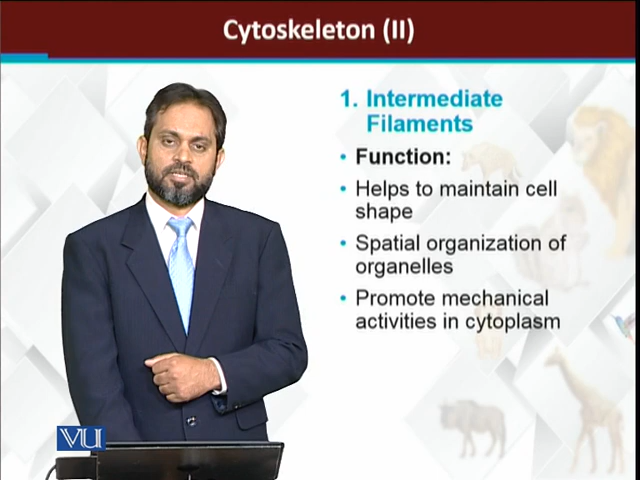 Cytoskeleton (II)
1. Intermediate
Filaments
• Function:
• Helps to maintain cell
shape
• Spatial organization of
organelles
• Promote mechanical
activities in cytoplasm
VU